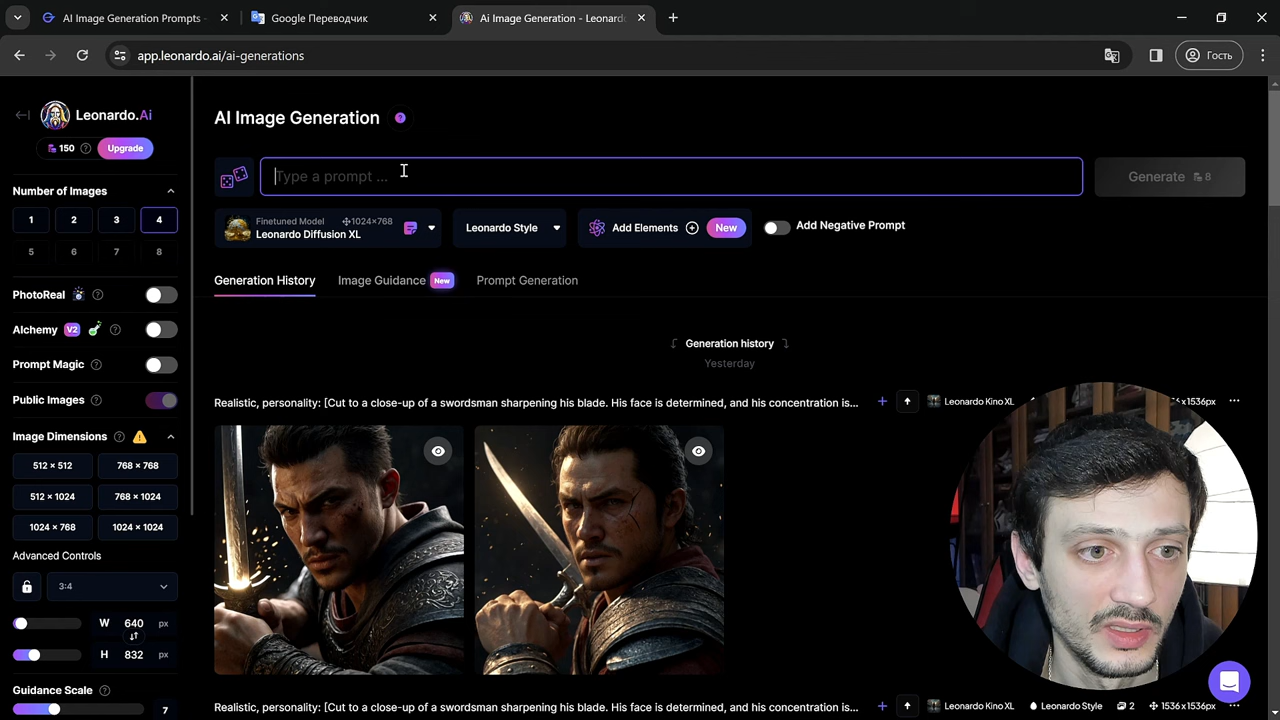 AI Image Generation Prompts -
Google Переводчик
Ai Image Generation - Leonardo
app.leonardo.ai/ai-generations
Гость
Leonardo.Ai
AI Image Generation
150
Upgrade
Type a prompt ...
Generate 8
Number of Images
1 2 3 4
5 6 7 8
Finetuned Model 1024×768
Leonardo Diffusion XL
Leonardo Style
Add Elements
New
Add Negative Prompt
Generation History
Image Guidance New
Prompt Generation
PhotoReal
Alchemy V2
Prompt Magic
Public Images
Generation history
Yesterday
Realistic, personality: [Cut to a close-up of a swordsman sharpening his blade. His face is determined, and his concentration is...
Leonardo Kino XL
x1536px
Image Dimensions
512 × 512
768 × 768
512 × 1024
768 × 1024
1024 × 768
1024 × 1024
Advanced Controls
3:4
W 640 px
H 832 px
Guidance Scale
7
Realistic, personality: [Cut to a close-up of a swordsman sharpening his blade. His face is determined, and his concentration is...
Leonardo Kino XL
Leonardo Style
2
1536x1536px